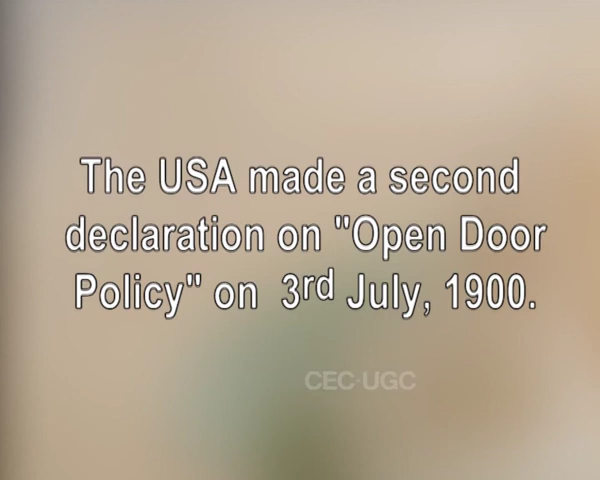 The USA made a second
declaration on "Open Door
Policy" on 3rd July, 1900.
CEC-UGC